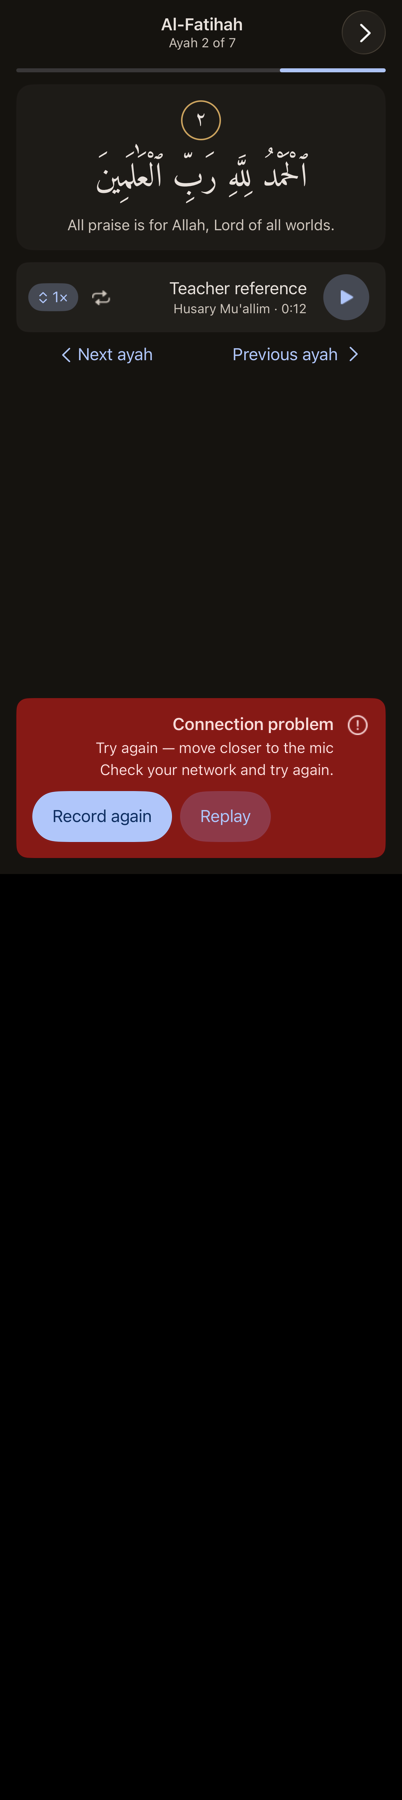 Al-Fatihah
Ayah 2 of 7
٢
ٱلْحَمْدُ لِلَّهِ رَبِّ ٱلْعَٰلَمِينَ
All praise is for Allah, Lord of all worlds.
Teacher reference
Husary Mu'allim · 0:12
1×
Previous ayah
Next ayah
Connection problem
Try again — move closer to the mic
Check your network and try again.
Record again
Replay